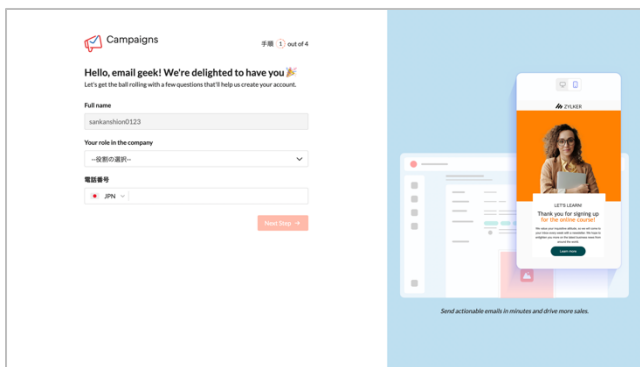 Campaigns
手順 1 out of 4
Hello, email geek! We're delighted to have you 🎉
Let's get the ball rolling with a few questions that'll help us create your account.
Full name
sankanshion0123
Your role in the company
--役割の選択--
電話番号
JPN
Next Step →
ZYLKER
LET'S LEARN!
Thank you for signing up
for the online course!
Learn more
Send actionable emails in minutes and drive more sales.